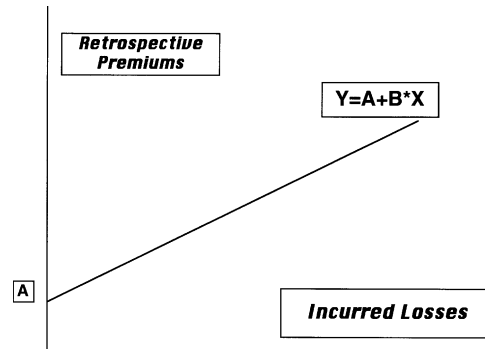 Retrospective
Premiums
Y=A+B*X
A
Incurred Losses